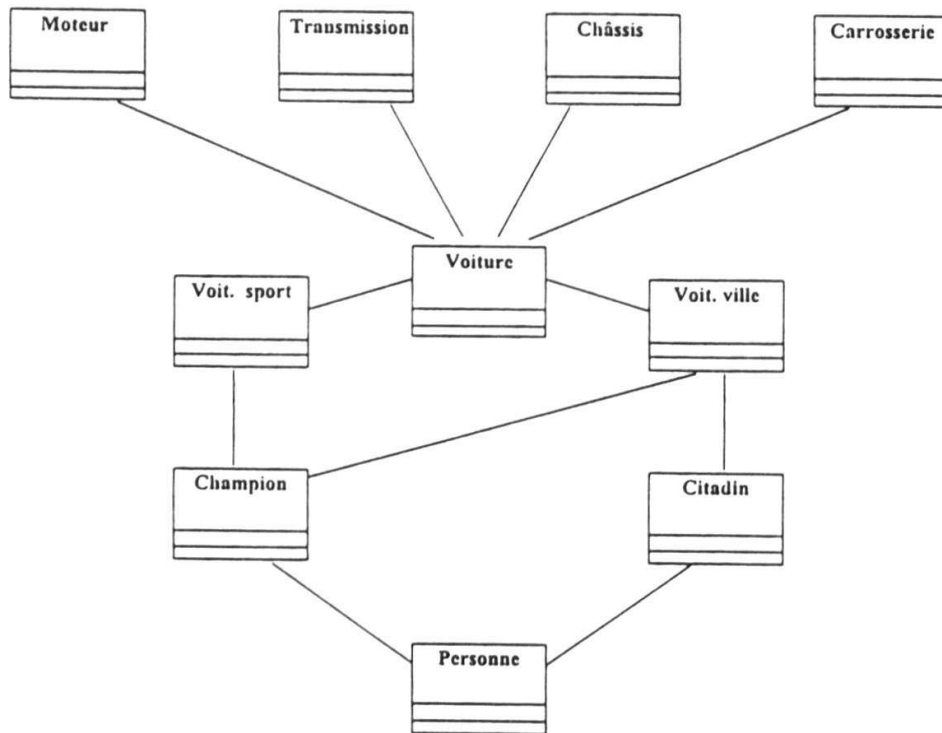 Moteur
Transmission
Châssis
Carrosserie
Voiture
Voit. sport
Voit. ville
Champion
Citadin
Personne